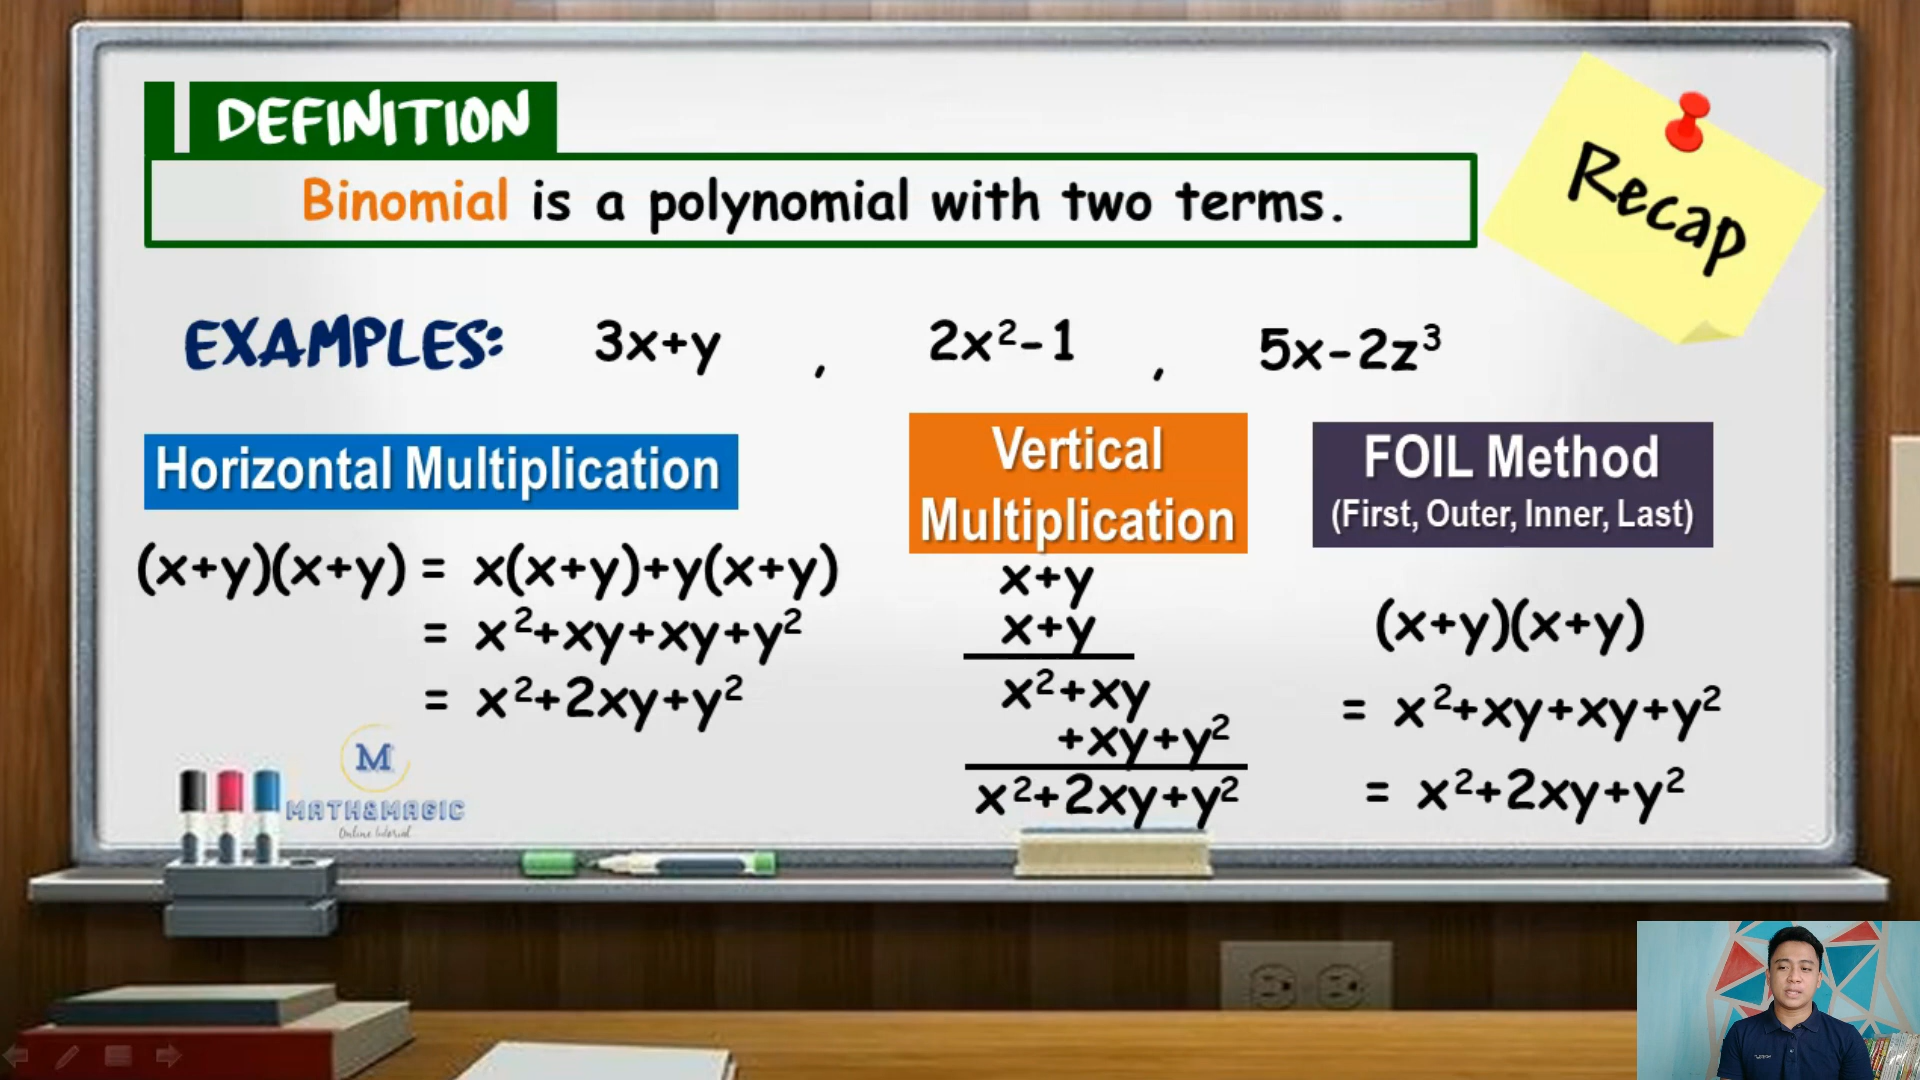 DEFINITION
Binomial is a polynomial with two terms.
Recap
EXAMPLES: 3x+y , 2x²-1 , 5x-2z³
Horizontal Multiplication
(x+y)(x+y) = x(x+y)+y(x+y)
= x²+xy+xy+y²
= x²+2xy+y²
Vertical
Multiplication
x+y
x+y
x²+xy
+xy+y²
x²+2xy+y²
FOIL Method
(First, Outer, Inner, Last)
(x+y)(x+y)
= x²+xy+xy+y²
= x²+2xy+y²
M
MATH&MAGIC
Online tutorial